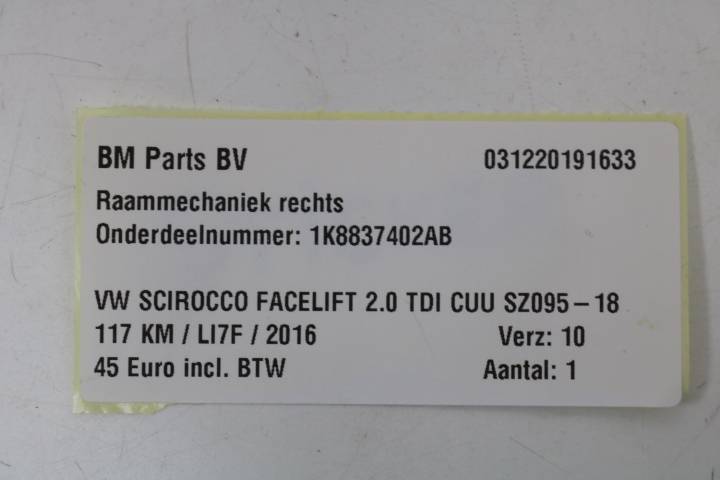 BM Parts BV 031220191633
Raammechaniek rechts
Onderdeelnummer: 1K8837402AB
VW SCIROCCO FACELIFT 2.0 TDI CUU SZ095-18
117 KM / LI7F / 2016 Verz: 10
45 Euro incl. BTW Aantal: 1